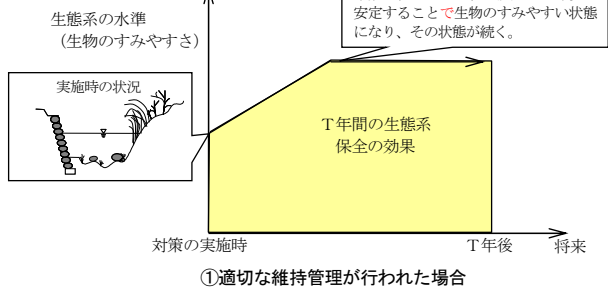 安定することで生物のすみやすい状態
になり、その状態が続く。
生態系の水準
（生物のすみやすさ）
実施時の状況
Ｔ年間の生態系
保全の効果
対策の実施時
Ｔ年後
将来
①適切な維持管理が行われた場合